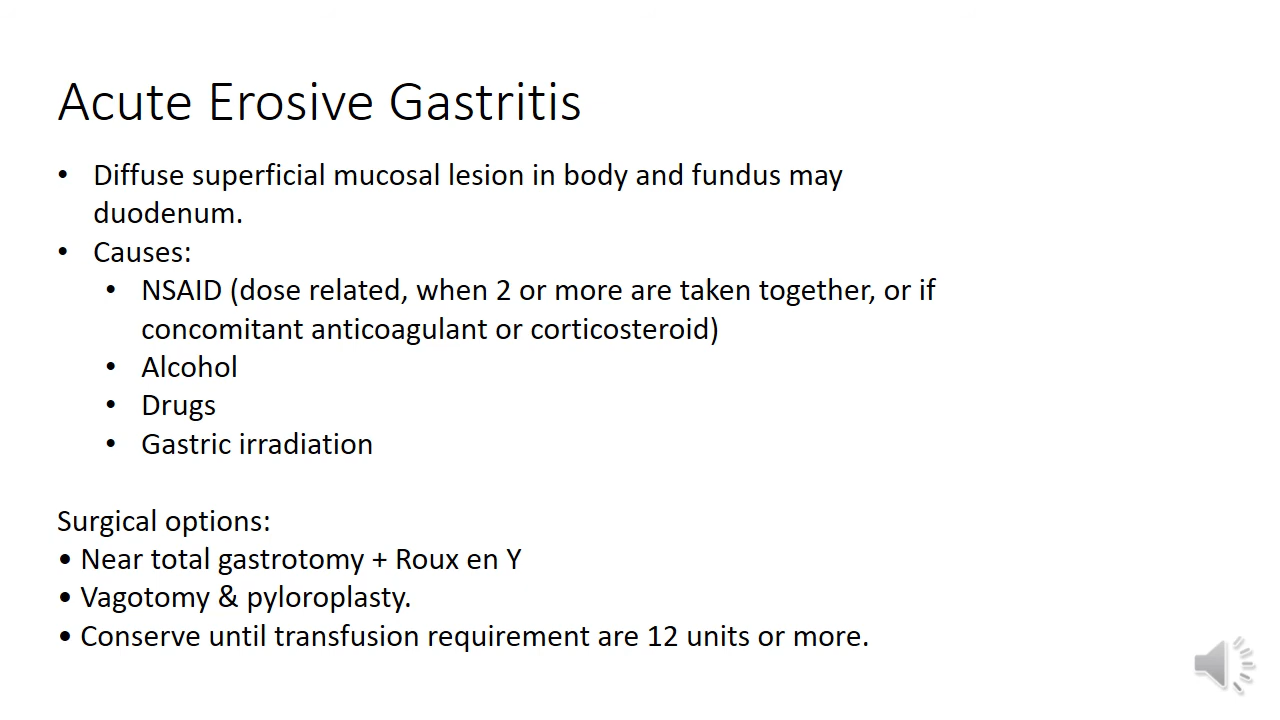 Acute Erosive Gastritis
• Diffuse superficial mucosal lesion in body and fundus may
duodenum.
• Causes:
• NSAID (dose related, when 2 or more are taken together, or if
concomitant anticoagulant or corticosteroid)
• Alcohol
• Drugs
• Gastric irradiation
Surgical options:
• Near total gastrotomy + Roux en Y
• Vagotomy & pyloroplasty.
• Conserve until transfusion requirement are 12 units or more.